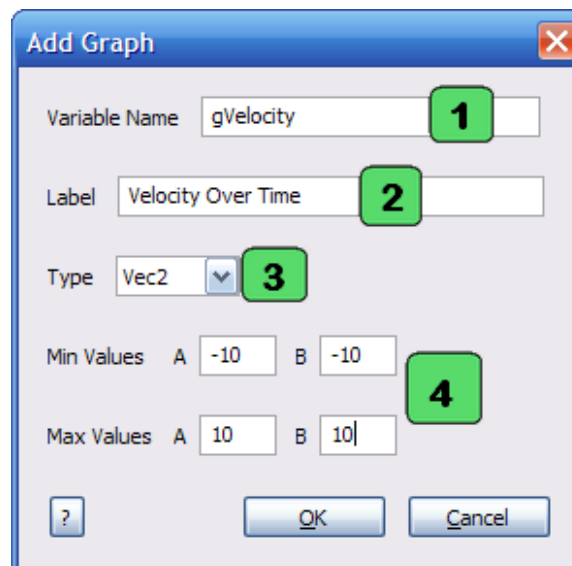 Add Graph
Variable Name gVelocity 1
Label Velocity Over Time 2
Type Vec2 3
Min Values A -10 B -10
4
Max Values A 10 B 10
? OK Cancel